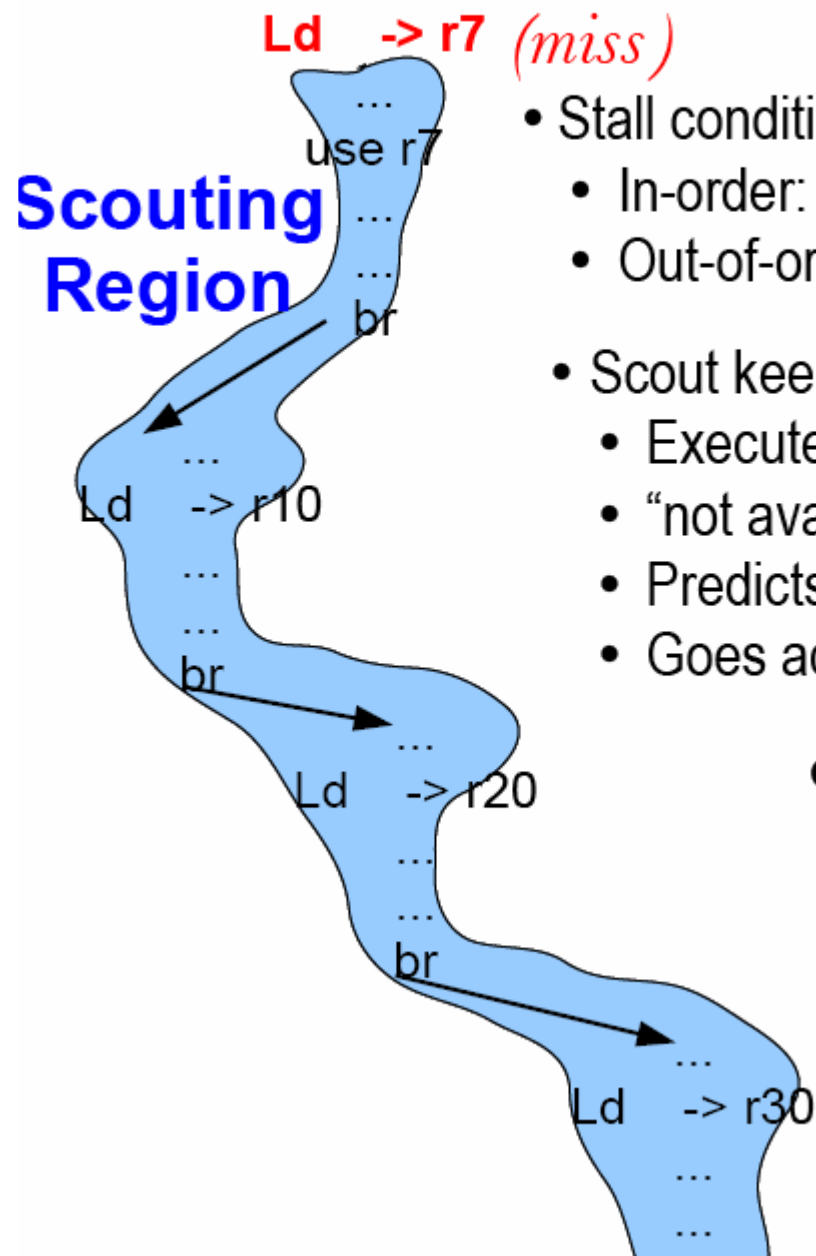 Ld -> r7 (miss)
...
use r7
...
...
br
Scouting
Region
...
Ld -> r10
...
...
br
...
Ld -> r20
...
...
br
...
Ld -> r30
...
...
• Stall conditi
• In-order:
• Out-of-or
• Scout kee
• Execute
• “not ava
• Predicts
• Goes a